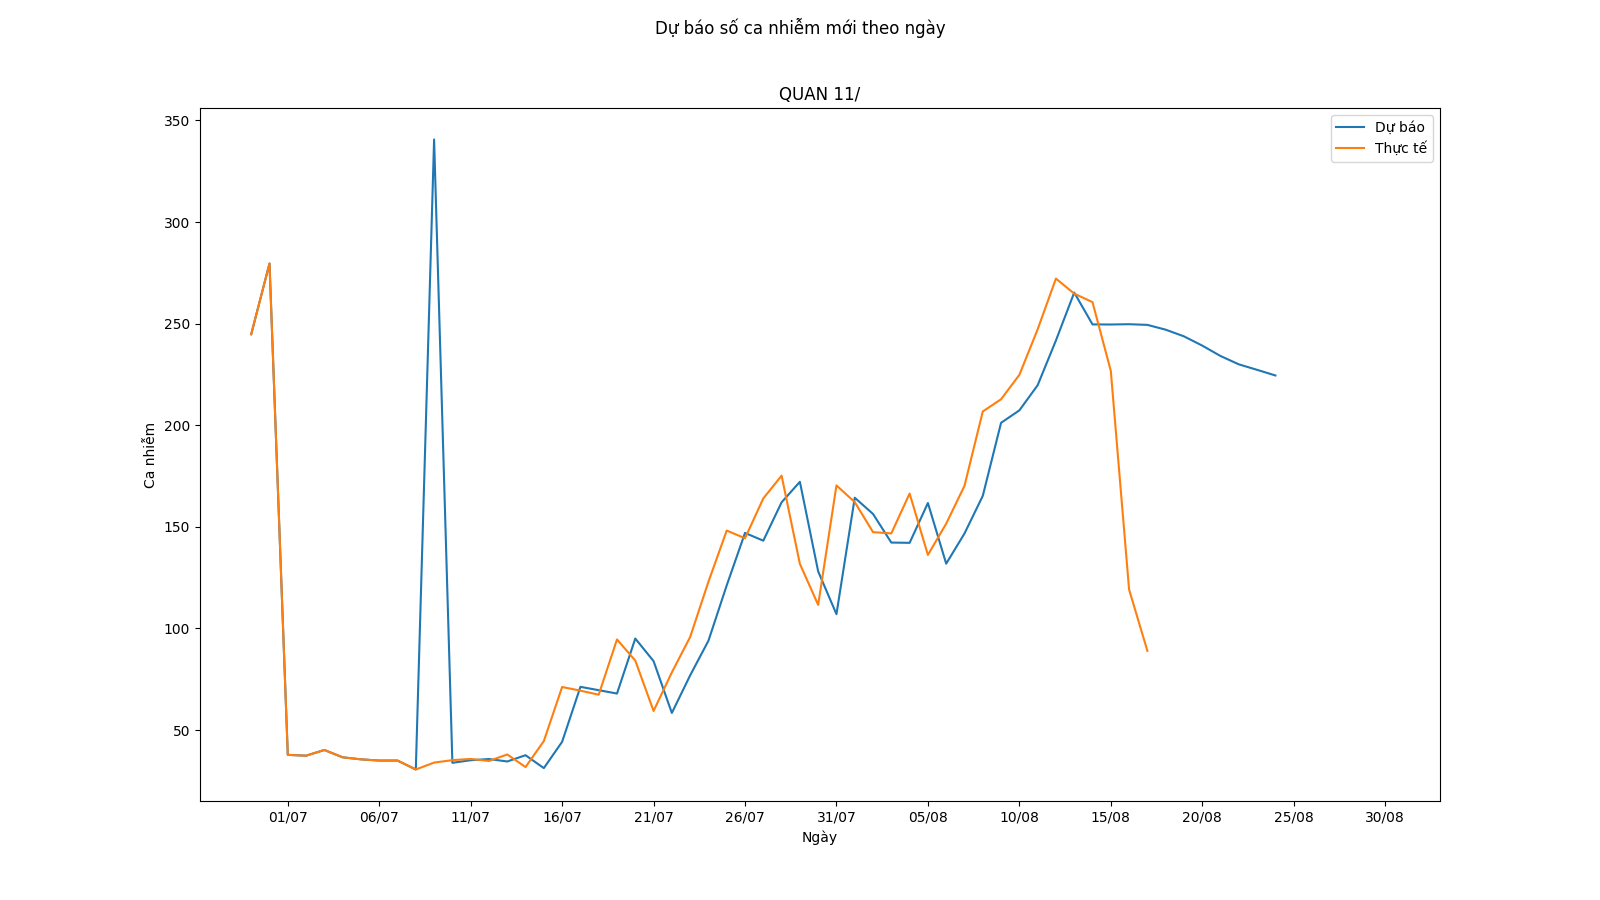 Dự báo số ca nhiễm mới theo ngày
QUAN 11/
Dự báo
Thực tế
350
300
250
200
150
100
50
Ca nhiễm
01/07 06/07 11/07 16/07 21/07 26/07 31/07 05/08 10/08 15/08 20/08 25/08 30/08
Ngày